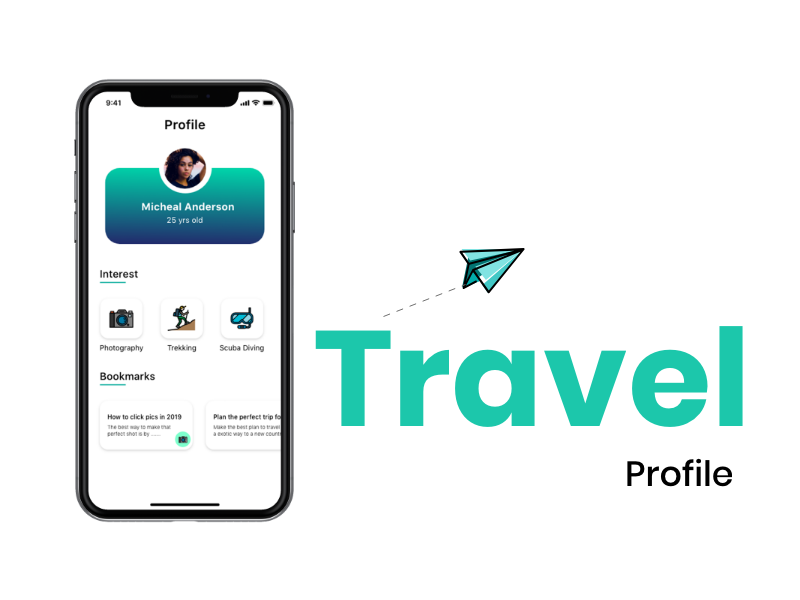 9:41
Profile
Micheal Anderson
25 yrs old
Interest
Photography
Trekking
Scuba Diving
Bookmarks
How to click pics in 2019
The best way to make that
perfect shot is by ......
Plan the perfect trip fo
Make the best plan to travel
a exotic way to a new count
Travel
Profile